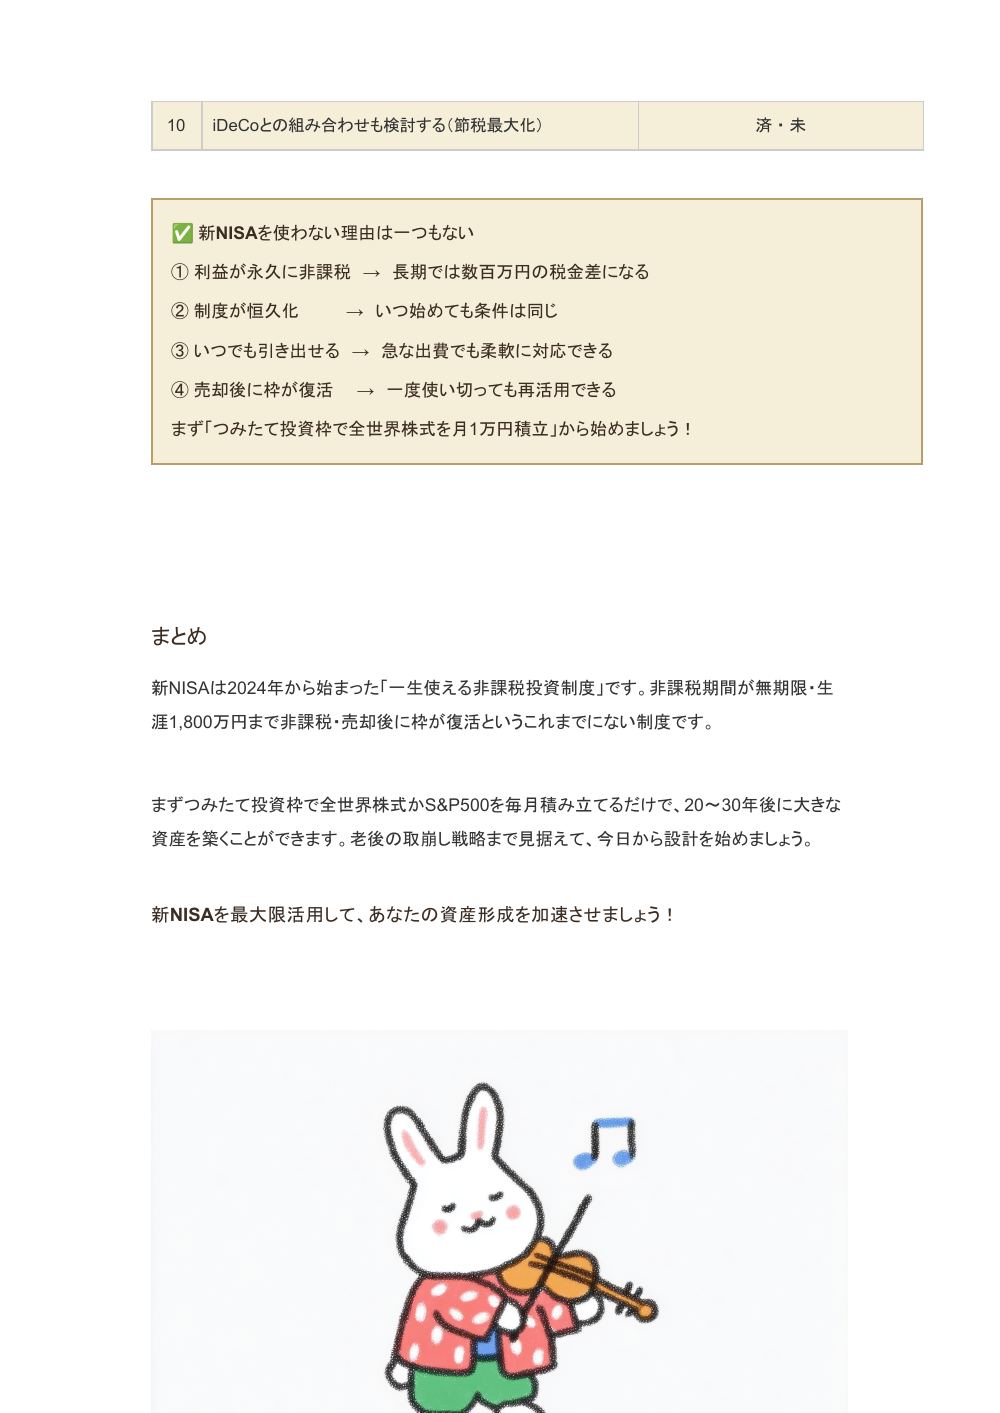 10 iDeCoとの組み合わせも検討する（節税最大化） 済・未
✅ 新NISAを使わない理由は一つもない
① 利益が永久に非課税 → 長期では数百万円の税金差になる
② 制度が恒久化 → いつ始めても条件は同じ
③ いつでも引き出せる → 急な出費でも柔軟に対応できる
④ 売却後に枠が復活 → 一度使い切っても再活用できる
まず「つみたて投資枠で全世界株式を月1万円積立」から始めましょう！
まとめ
新NISAは2024年から始まった「一生使える非課税投資制度」です。非課税期間が無期限・生
涯1,800万円まで非課税・売却後に枠が復活というこれまでにない制度です。
まずつみたて投資枠で全世界株式かS&P500を毎月積み立てるだけで、20〜30年後に大きな
資産を築くことができます。老後の取崩し戦略まで見据えて、今日から設計を始めましょう。
新NISAを最大限活用して、あなたの資産形成を加速させましょう！